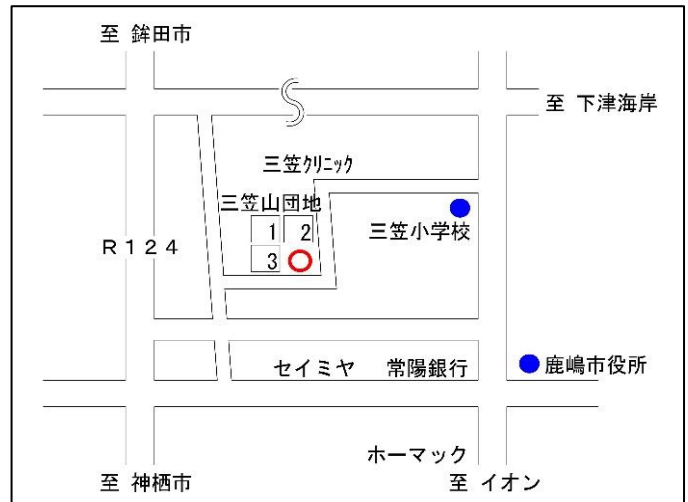 至 鉾田市
至 下津海岸
三笠ｸﾘﾆｯｸ
三笠山団地
1 2
三笠小学校
Ｒ１２４
3
セイミヤ 常陽銀行
鹿嶋市役所
ホーマック
至 神栖市
至 イオン